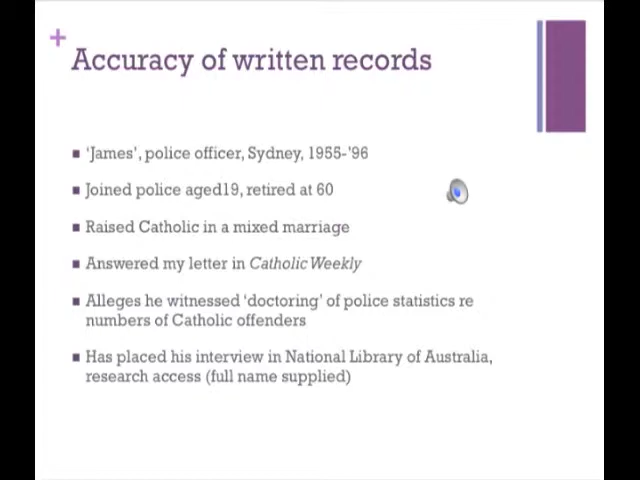 +
Accuracy of written records
‘James’, police officer, Sydney, 1955-’96
Joined police aged19, retired at 60
Raised Catholic in a mixed marriage
Answered my letter in Catholic Weekly
Alleges he witnessed ‘doctoring’ of police statistics re
numbers of Catholic offenders
Has placed his interview in National Library of Australia,
research access (full name supplied)